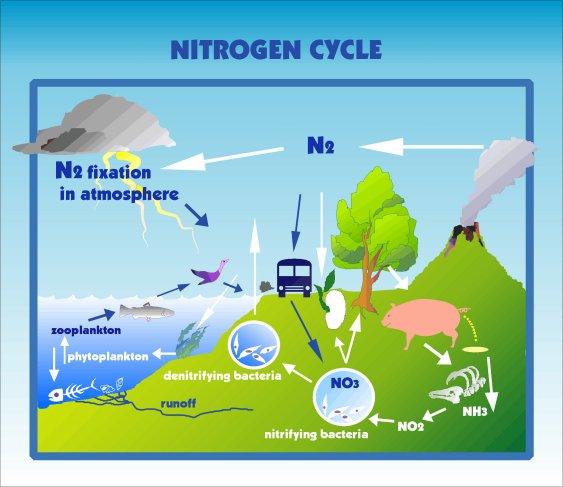 NITROGEN CYCLE
N2
N2 fixation
in atmosphere
zooplankton
phytoplankton
denitrifying bacteria
NO3
runoff
nitrifying bacteria
NO2
NH3